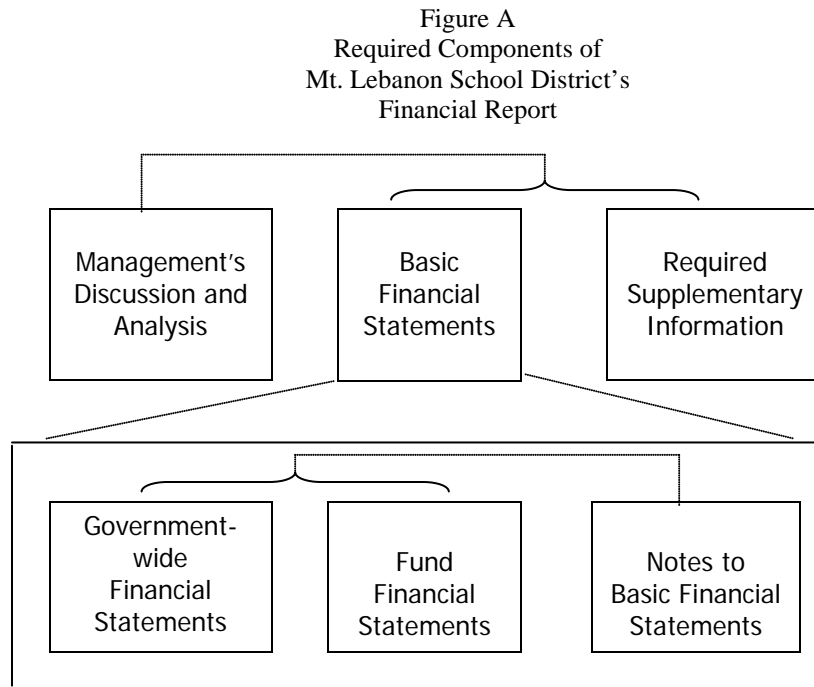 Figure A
Required Components of
Mt. Lebanon School District's
Financial Report
Management's
Discussion and
Analysis
Basic
Financial
Statements
Required
Supplementary
Information
Government-
wide
Financial
Statements
Fund
Financial
Statements
Notes to
Basic Financial
Statements